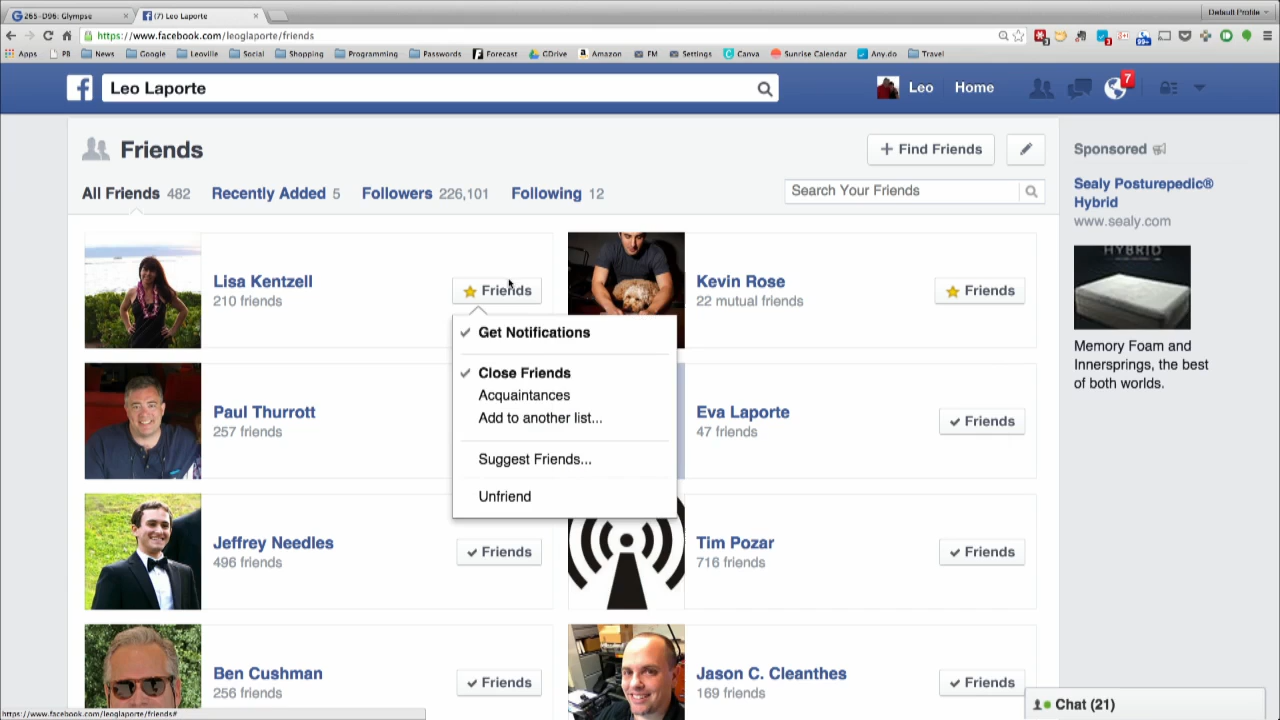 265-D96: Glympse
(7) Leo Laporte
Default Profile
https://www.facebook.com/leoglaporte/friends
Apps PB News Google Leoville Social Shopping Programming Passwords Forecast GDrive Amazon FM Settings Canva Sunrise Calendar Any.do Travel
Leo Laporte
Leo Home 7
Friends
+ Find Friends
All Friends 482 Recently Added 5 Followers 226,101 Following 12
Search Your Friends
Lisa Kentzell
210 friends
Friends
Kevin Rose
22 mutual friends
Friends
Get Notifications
Close Friends
Acquaintances
Add to another list...
Suggest Friends...
Unfriend
Paul Thurrott
257 friends
Eva Laporte
47 friends
Friends
Jeffrey Needles
496 friends
Friends
Tim Pozar
716 friends
Friends
Ben Cushman
256 friends
Friends
Jason C. Cleanthes
169 friends
Friends
Sponsored
Sealy Posturepedic®
Hybrid
www.sealy.com
HYBRID
Memory Foam and
Innersprings, the best
of both worlds.
Chat (21)
https://www.facebook.com/leoglaporte/friends#